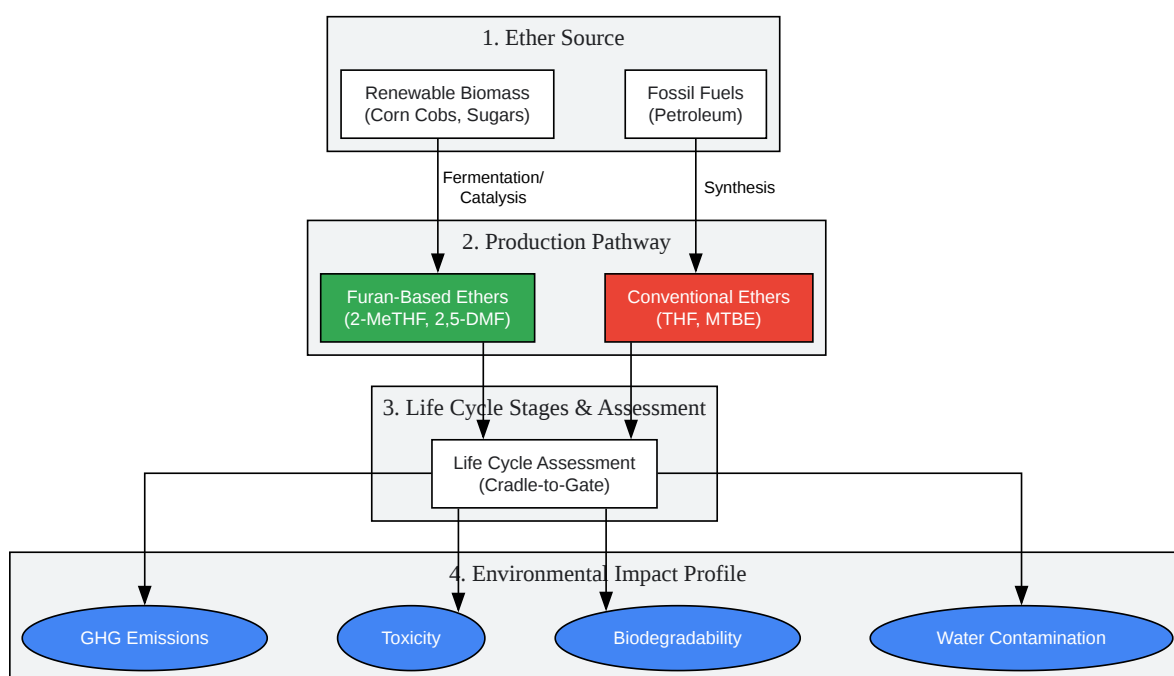 1. Ether Source
Renewable Biomass
(Corn Cobs, Sugars)
Fossil Fuels
(Petroleum)
Fermentation/
Catalysis
Synthesis
2. Production Pathway
Furan-Based Ethers
(2-MeTHF, 2,5-DMF)
Conventional Ethers
(THF, MTBE)
3. Life Cycle Stages & Assessment
Life Cycle Assessment
(Cradle-to-Gate)
4. Environmental Impact Profile
GHG Emissions
Toxicity
Biodegradability
Water Contamination